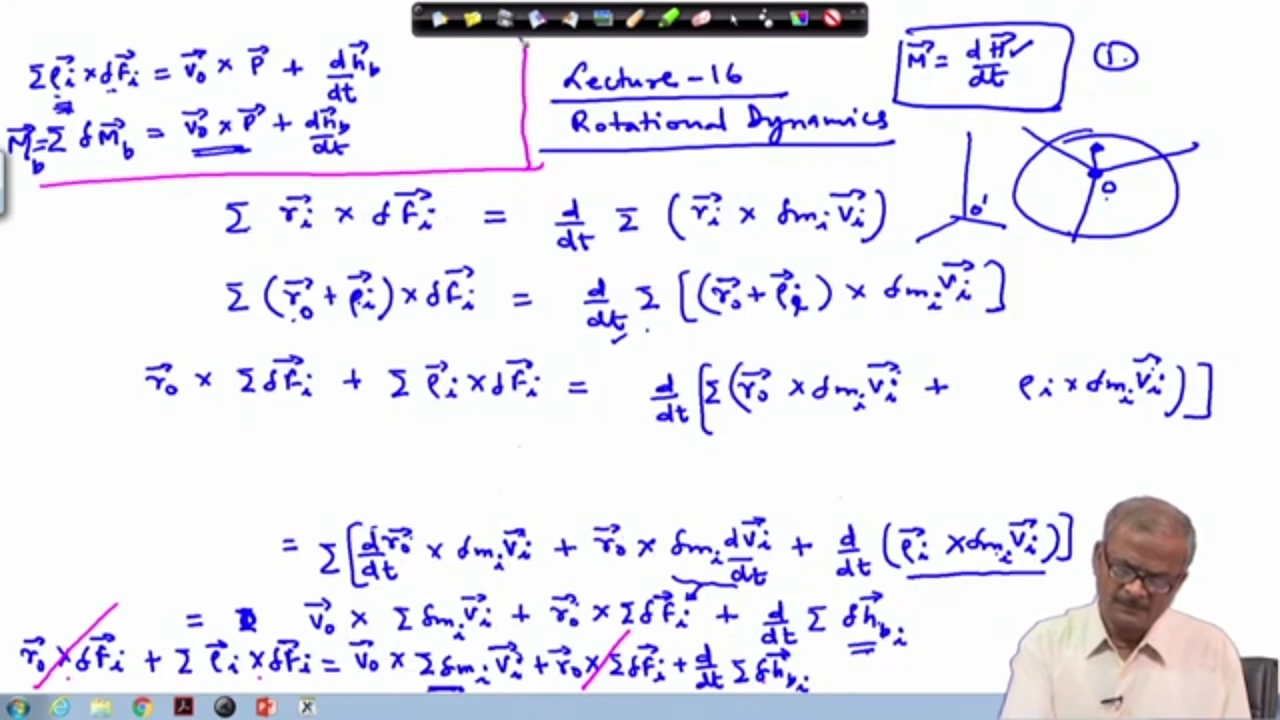 Σ ρ⃗ᵢ × δF⃗ᵢ = v⃗₀ × P⃗ + dh⃗_b/dt
M⃗_b = Σ δM⃗_b = v⃗₀ × P⃗ + dh⃗_b/dt
Lecture-16
Rotational Dynamics
M⃗ = dH⃗/dt ✓ ①.
O'
O
Σ r⃗ᵢ × δF⃗ᵢ = d/dt Σ (r⃗ᵢ × δmᵢ v⃗ᵢ)
Σ (r⃗₀ + ρ⃗ᵢ) × δF⃗ᵢ = d/dt Σ [(r⃗₀ + ρ⃗ᵢ) × δmᵢ v⃗ᵢ]
r⃗₀ × Σ δF⃗ᵢ + Σ ρ⃗ᵢ × δF⃗ᵢ = d/dt [Σ (r⃗₀ × δmᵢ v⃗ᵢ + ρᵢ × δmᵢ v⃗ᵢ)]
= Σ [dr⃗₀/dt × δmᵢ v⃗ᵢ + r⃗₀ × δmᵢ dv⃗ᵢ/dt + d/dt (ρ⃗ᵢ × δmᵢ v⃗ᵢ)]
= v⃗₀ × Σ δmᵢ v⃗ᵢ + r⃗₀ × Σ δF⃗ᵢ + d/dt Σ δh⃗_bᵢ
r⃗₀ × δF⃗ᵢ + Σ ρ⃗ᵢ × δF⃗ᵢ = v⃗₀ × Σ δmᵢ v⃗ᵢ + r⃗₀ × Σ δF⃗ᵢ + d/dt Σ δh⃗_bᵢ